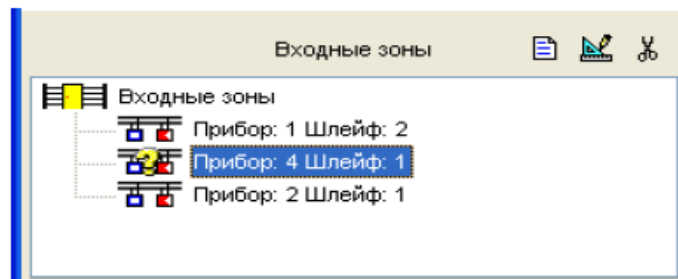 Входные зоны
Входные зоны
Прибор: 1 Шлейф: 2
Прибор: 4 Шлейф: 1
Прибор: 2 Шлейф: 1